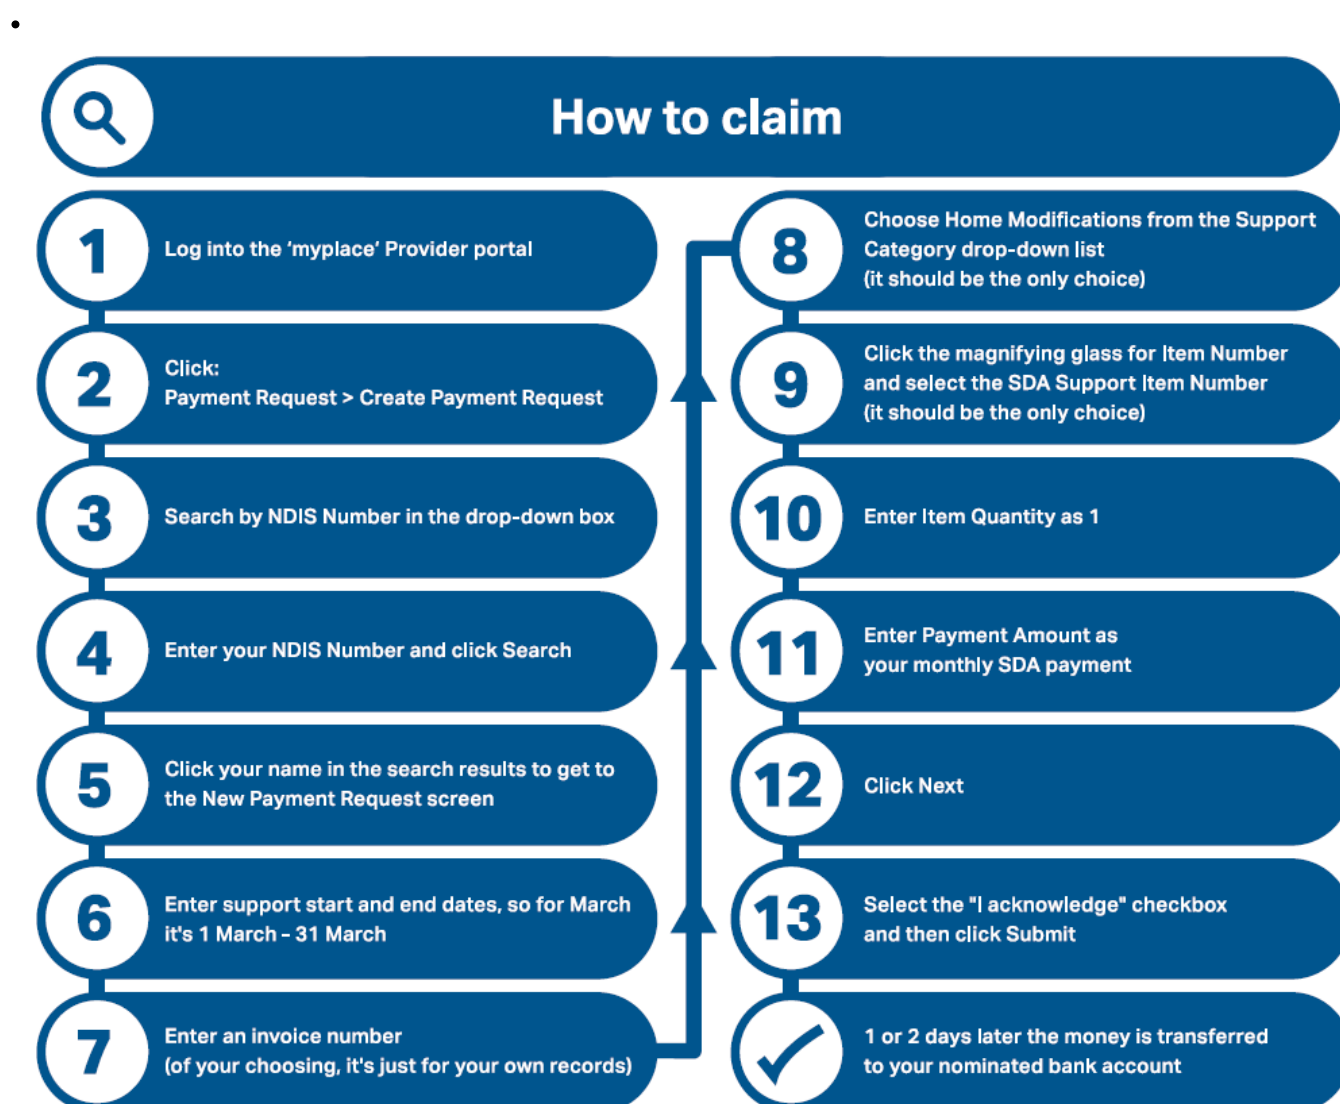 How to claim
1
Log into the ‘myplace’ Provider portal
2
Click:
Payment Request > Create Payment Request
3
Search by NDIS Number in the drop-down box
4
Enter your NDIS Number and click Search
5
Click your name in the search results to get to
the New Payment Request screen
6
Enter support start and end dates, so for March
it's 1 March – 31 March
7
Enter an invoice number
(of your choosing, it's just for your own records)
8
Choose Home Modifications from the Support
Category drop-down list
(it should be the only choice)
9
Click the magnifying glass for Item Number
and select the SDA Support Item Number
(it should be the only choice)
10
Enter Item Quantity as 1
11
Enter Payment Amount as
your monthly SDA payment
12
Click Next
13
Select the "I acknowledge" checkbox
and then click Submit
1 or 2 days later the money is transferred
to your nominated bank account